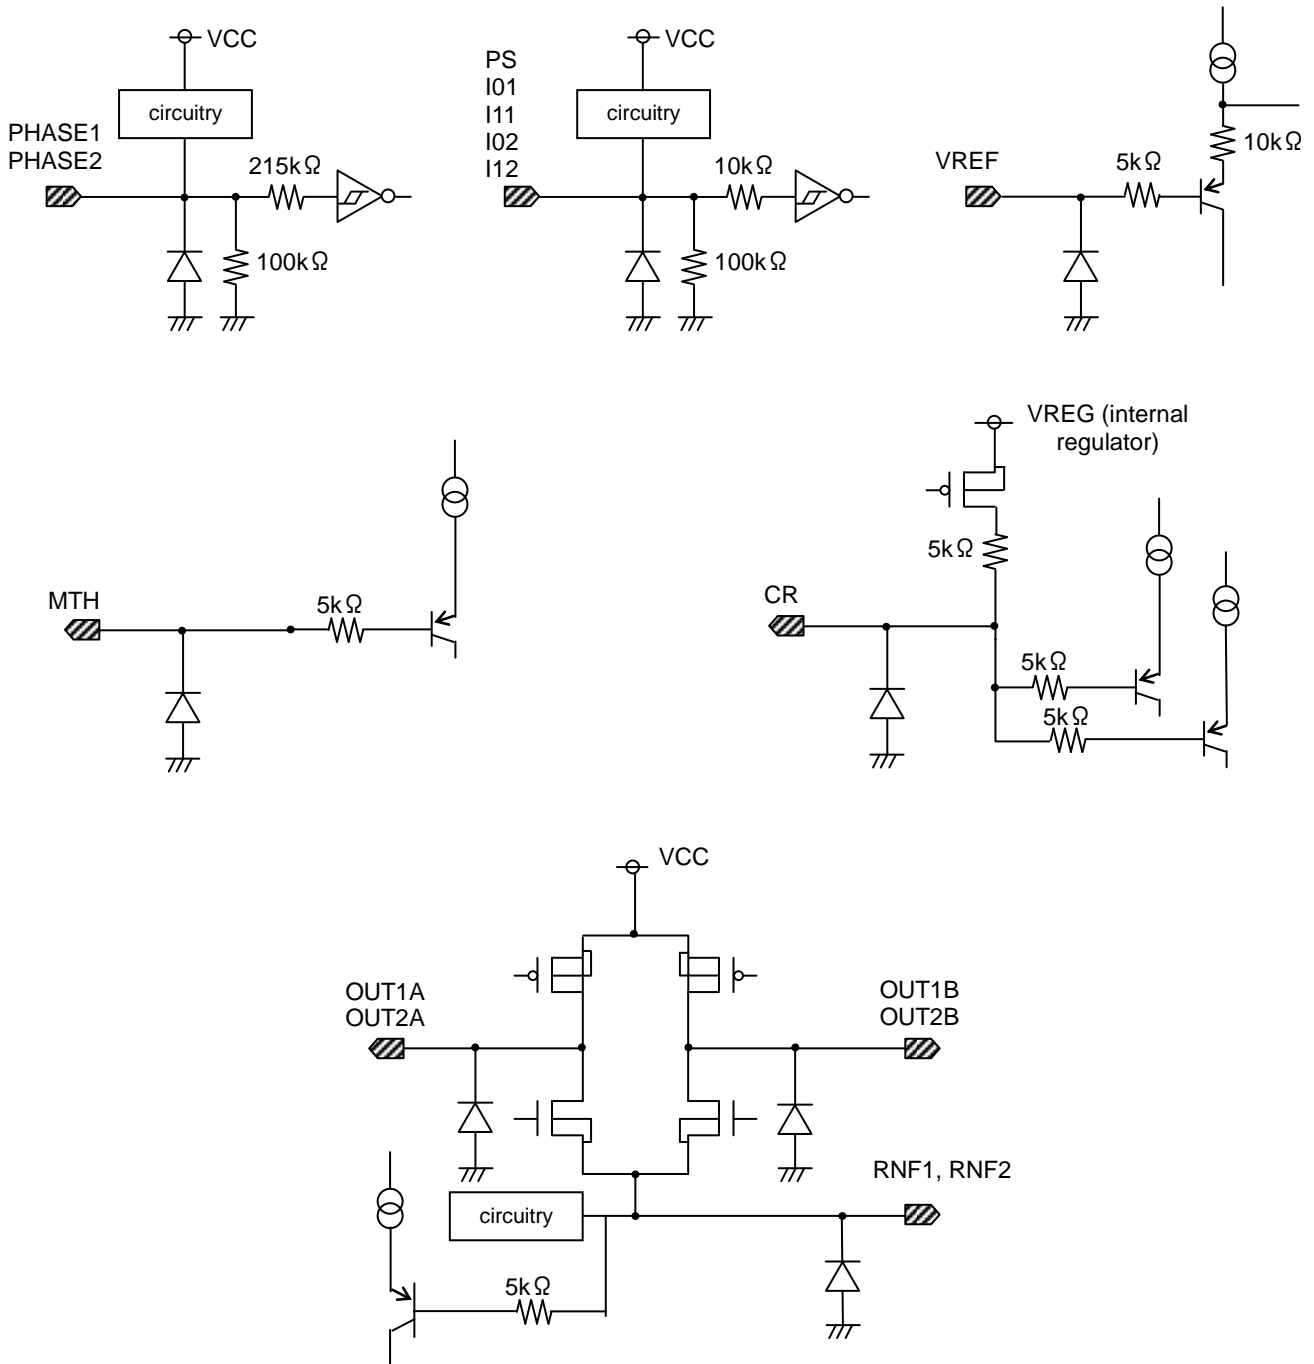 VCC
circuitry
PHASE1
PHASE2
215kΩ
100kΩ
VCC
PS
I01
I11
I02
I12
circuitry
10kΩ
100kΩ
VREF
5kΩ
10kΩ
MTH
5kΩ
VREG (internal
regulator)
5kΩ
CR
5kΩ
5kΩ
VCC
OUT1A
OUT2A
OUT1B
OUT2B
RNF1, RNF2
circuitry
5kΩ